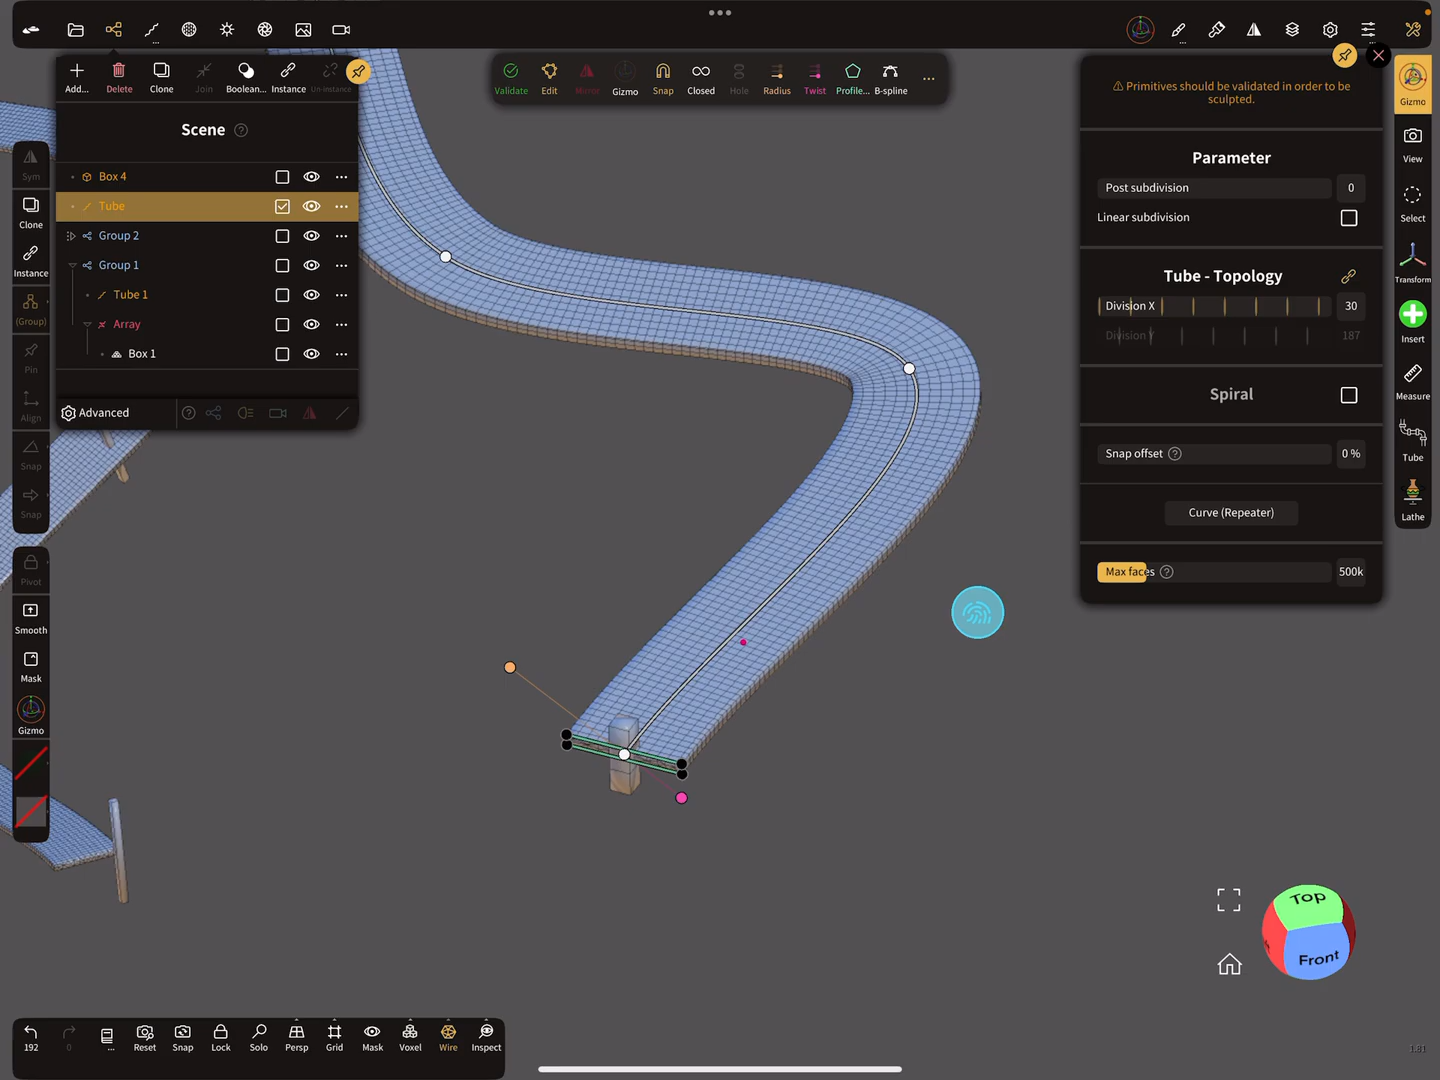 Add...
Delete
Clone
Join
Boolean...
Instance
Un-instance
Validate
Edit
Mirror
Gizmo
Snap
Closed
Hole
Radius
Twist
Profile...
B-spline
...
Scene ?
Box 4
Tube
Group 2
Group 1
Tube 1
Array
Box 1
Advanced
?
Sym
Clone
Instance
(Group)
Pin
Align
Snap
Snap
Pivot
Smooth
Mask
Gizmo
⚠ Primitives should be validated in order to be
sculpted.
Parameter
Post subdivision 0
Linear subdivision
Tube - Topology
Division X 30
Division Y 187
Spiral
Snap offset ? 0 %
Curve (Repeater)
Max faces ? 500k
Gizmo
View
Select
Transform
Insert
Measure
Tube
Lathe
Top
Front
192
0
...
Reset
Snap
Lock
Solo
Persp
Grid
Mask
Voxel
Wire
Inspect
1.81